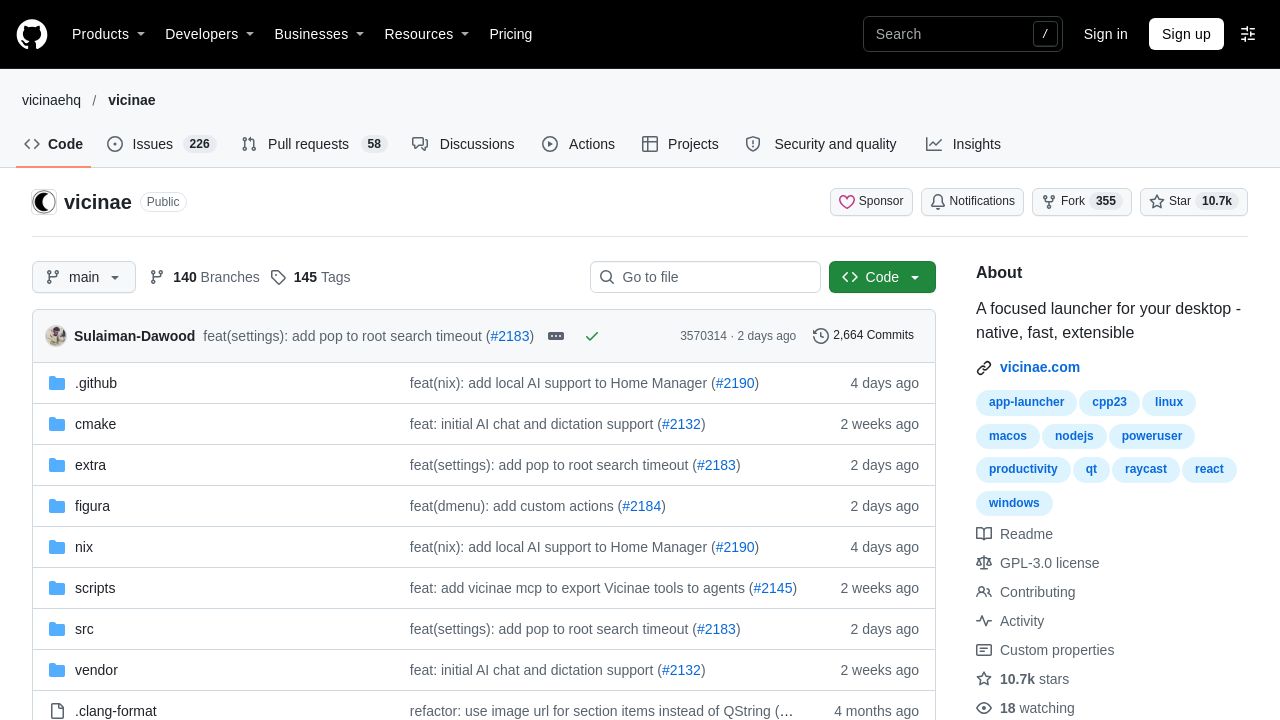 Products Developers Businesses Resources Pricing Search / Sign in Sign up
vicinaehq / vicinae
Code Issues 226 Pull requests 58 Discussions Actions Projects Security and quality Insights
vicinae Public Sponsor Notifications Fork 355 Star 10.7k
main 140 Branches 145 Tags Go to file Code
Sulaiman-Dawood feat(settings): add pop to root search timeout (#2183) 3570314 · 2 days ago 2,664 Commits
.github feat(nix): add local AI support to Home Manager (#2190) 4 days ago
cmake feat: initial AI chat and dictation support (#2132) 2 weeks ago
extra feat(settings): add pop to root search timeout (#2183) 2 days ago
figura feat(dmenu): add custom actions (#2184) 2 days ago
nix feat(nix): add local AI support to Home Manager (#2190) 4 days ago
scripts feat: add vicinae mcp to export Vicinae tools to agents (#2145) 2 weeks ago
src feat(settings): add pop to root search timeout (#2183) 2 days ago
vendor feat: initial AI chat and dictation support (#2132) 2 weeks ago
.clang-format refactor: use image url for section items instead of QString (… 4 months ago
About
A focused launcher for your desktop -
native, fast, extensible
vicinae.com
app-launcher cpp23 linux
macos nodejs poweruser
productivity qt raycast react
windows
Readme
GPL-3.0 license
Contributing
Activity
Custom properties
10.7k stars
18 watching